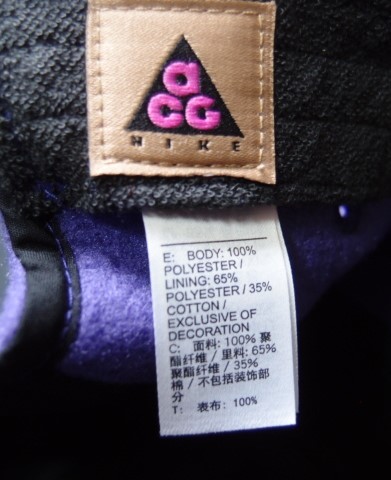 a
CG
NIKE
E: BODY: 100%
POLYESTER /
LINING: 65%
POLYESTER / 35%
COTTON /
EXCLUSIVE OF
DECORATION
C: 面料: 100% 聚
酯纤维 / 里料: 65%
聚酯纤维 / 35%
棉 / 不包括装饰部
分
T: 表布: 100%